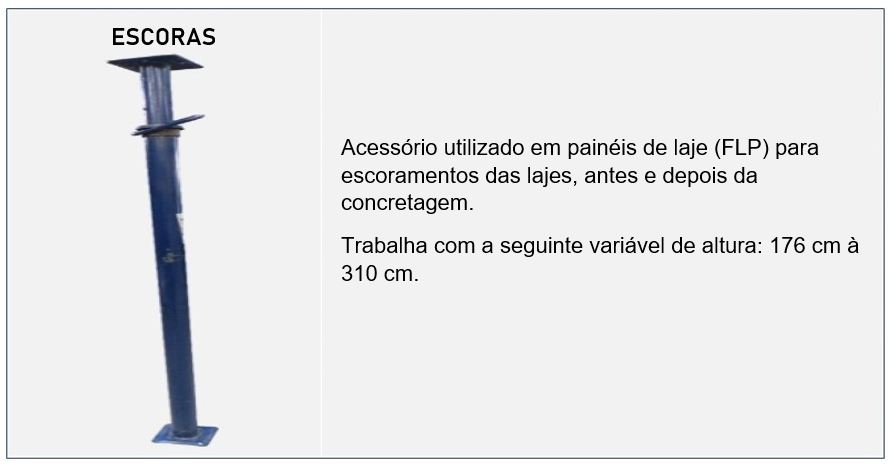 ESCORAS
Acessório utilizado em painéis de laje (FLP) para
escoramentos das lajes, antes e depois da
concretagem.
Trabalha com a seguinte variável de altura: 176 cm à
310 cm.